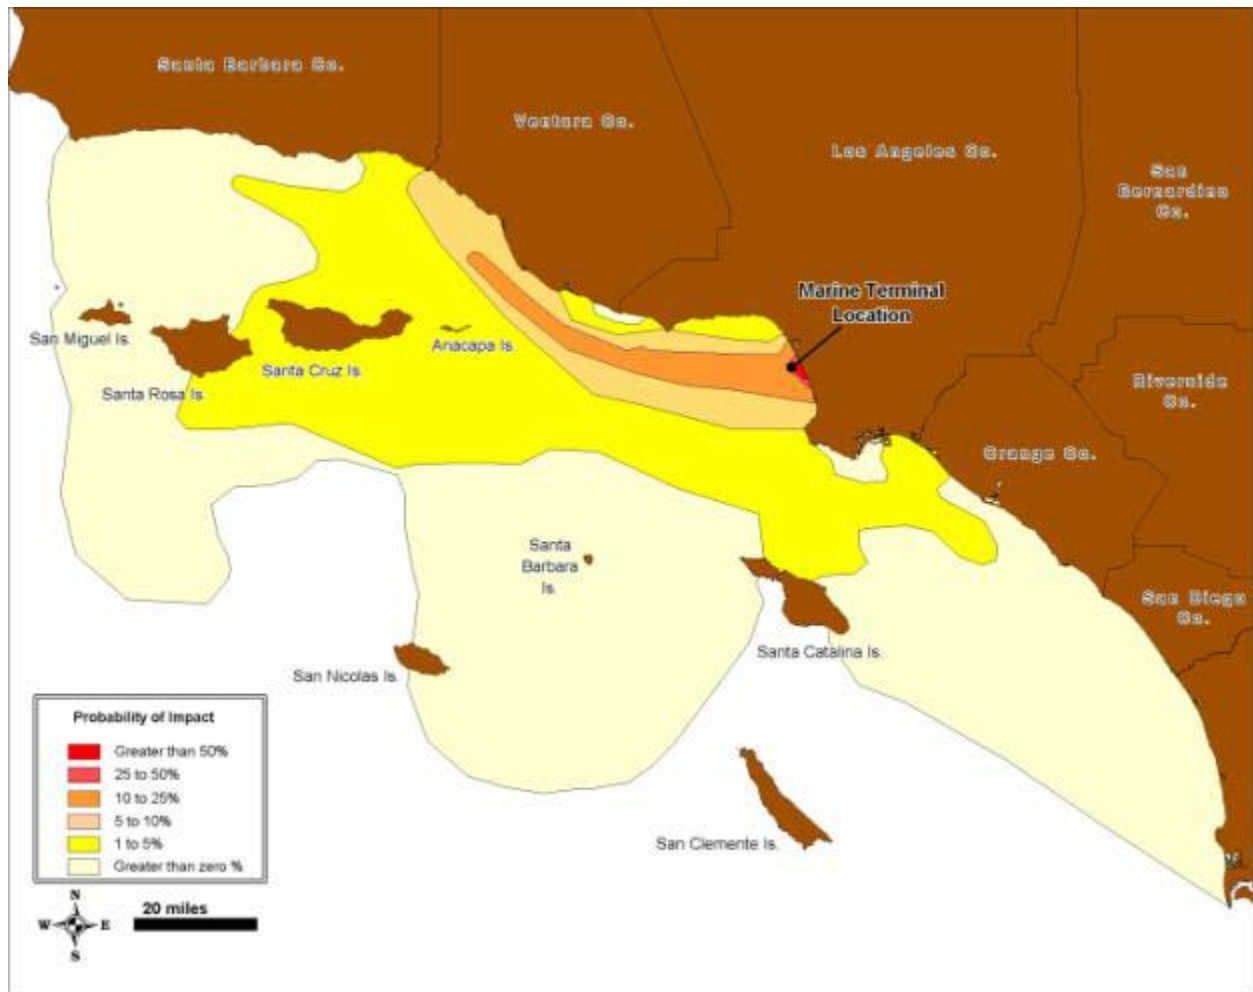 Santa Barbara Co.
Ventura Co.
Los Angeles Co.
San
Bernardino
Co.
Marine Terminal
Location
San Miguel Is.
Anacapa Is.
Santa Cruz Is.
Santa Rosa Is.
Riverside
Co.
Orange Co.
Santa
Barbara
Is.
San Diego
Co.
Santa Catalina Is.
San Nicolas Is.
San Clemente Is.
Probability of Impact
Greater than 50%
25 to 50%
10 to 25%
5 to 10%
1 to 5%
Greater than zero %
N
W
E
S
20 miles